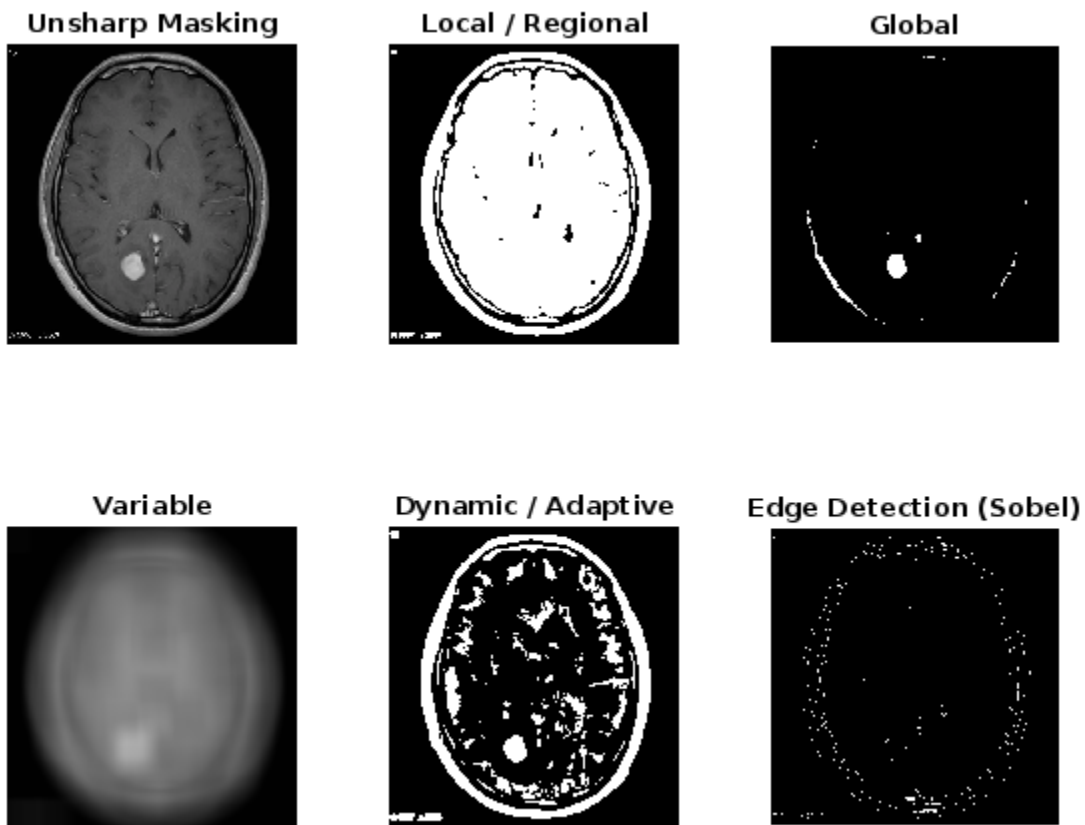 Unsharp Masking
Local / Regional
Global
Variable
Dynamic / Adaptive
Edge Detection (Sobel)